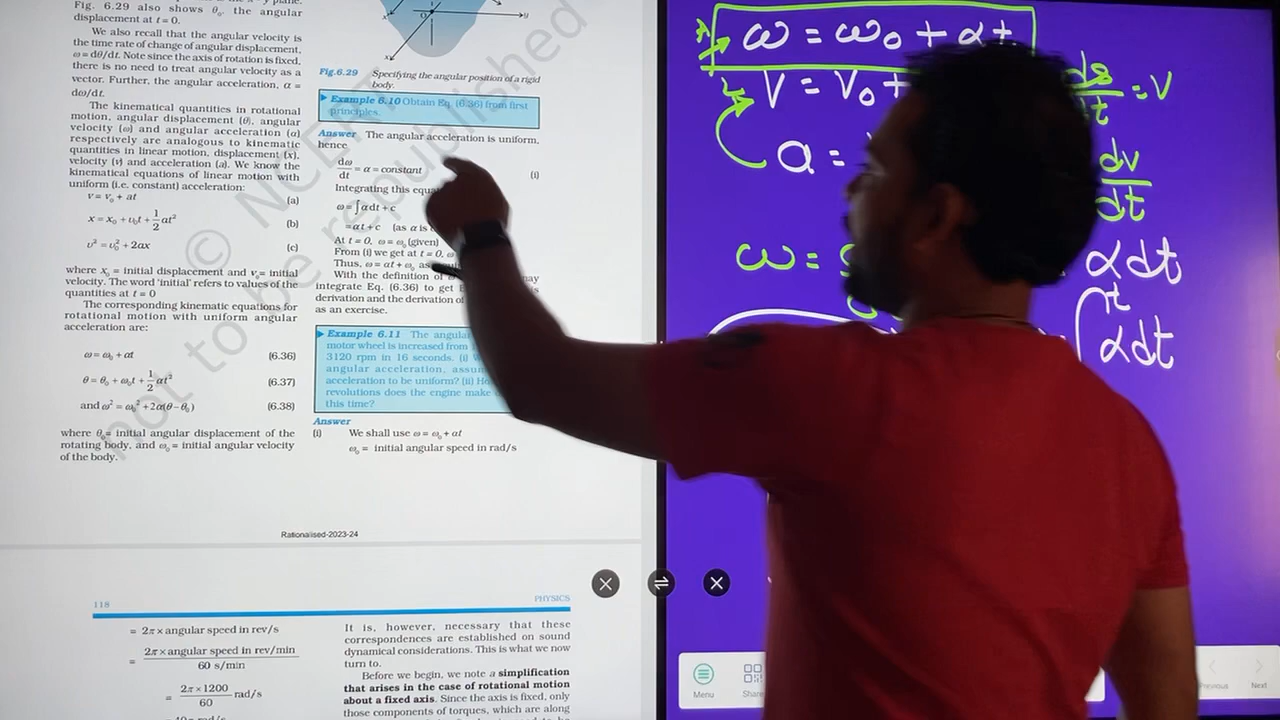 Fig. 6.29 also shows θ₀, the angular
displacement at t = 0.
We also recall that the angular velocity is
the time rate of change of angular displacement,
ω = dθ/dt. Note since the axis of rotation is fixed,
there is no need to treat angular velocity as a
vector. Further, the angular acceleration, α =
dω/dt.
The kinematical quantities in rotational
motion, angular displacement (θ), angular
velocity (ω) and angular acceleration (α)
respectively are analogous to kinematic
quantities in linear motion, displacement (x),
velocity (v) and acceleration (a). We know the
kinematical equations of linear motion with
uniform (i.e. constant) acceleration:
v = v₀ + at (a)
x = x₀ + υ₀t + 1/2 at² (b)
υ² = υ₀² + 2ax (c)
where x₀ = initial displacement and v₀= initial
velocity. The word 'initial' refers to values of the
quantities at t = 0
The corresponding kinematic equations for
rotational motion with uniform angular
acceleration are:
ω = ω₀ + αt (6.36)
θ = θ₀ + ω₀t + 1/2 αt² (6.37)
and ω² = ω₀² + 2α(θ – θ₀) (6.38)
where θ₀= initial angular displacement of the
rotating body, and ω₀ = initial angular velocity
of the body.
x'
O
y
x
Fig.6.29 Specifying the angular position of a rigid
body.
Example 6.10 Obtain Eq. (6.36) from first
principles.
Answer The angular acceleration is uniform,
hence
dω/dt = α = constant (i)
Integrating this
ω = ∫ α dt + c
= αt + c (as α is
At t = 0, ω = ω₀ (given)
From (i) we get at t = 0, ω
Thus, ω = αt + ω₀ as
With the definition of
integrate Eq. (6.36) to get
derivation and the derivation of
as an exercise.
Example 6.11 The
motor wheel is increased from
3120 rpm in 16 seconds. (i)
angular acceleration,
acceleration to be uniform? (ii)
revolutions does the engine make
this time?
Answer
(i) We shall use ω = ω₀ + αt
ω₀ = initial angular speed in rad/s
Rationalised-2023-24
118 PHYSICS
= 2π × angular speed in rev/s
= 2π × angular speed in rev/min / 60 s/min
= 2π × 1200 / 60 rad/s
It is, however, necessary that these
correspondences are established on sound
dynamical considerations. This is what we now
turn to.
Before we begin, we note a simplification
that arises in the case of rotational motion
about a fixed axis. Since the axis is fixed, only
those components of torques, which are along
© NCERT
not to be republished
ω = ω₀ + αt
V = V₀ +
a =
= V
dv/dt
ω =
α dt
t
α dt
Menu
Share
Previous
Next